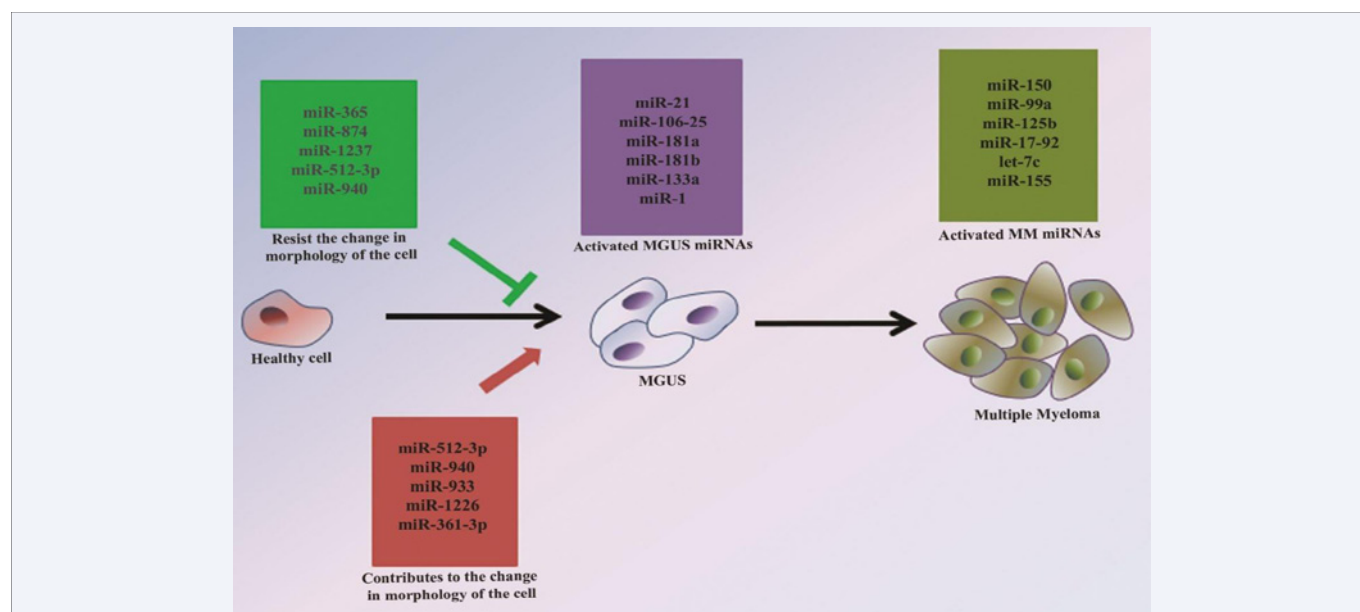 miR-365
miR-874
miR-1237
miR-512-3p
miR-940
Resist the change in
morphology of the cell
miR-21
miR-106-25
miR-181a
miR-181b
miR-133a
miR-1
Activated MGUS miRNAs
miR-150
miR-99a
miR-125b
miR-17-92
let-7c
miR-155
Activated MM miRNAs
Healthy cell
MGUS
Multiple Myeloma
miR-512-3p
miR-940
miR-933
miR-1226
miR-361-3p
Contributes to the change
in morphology of the cell